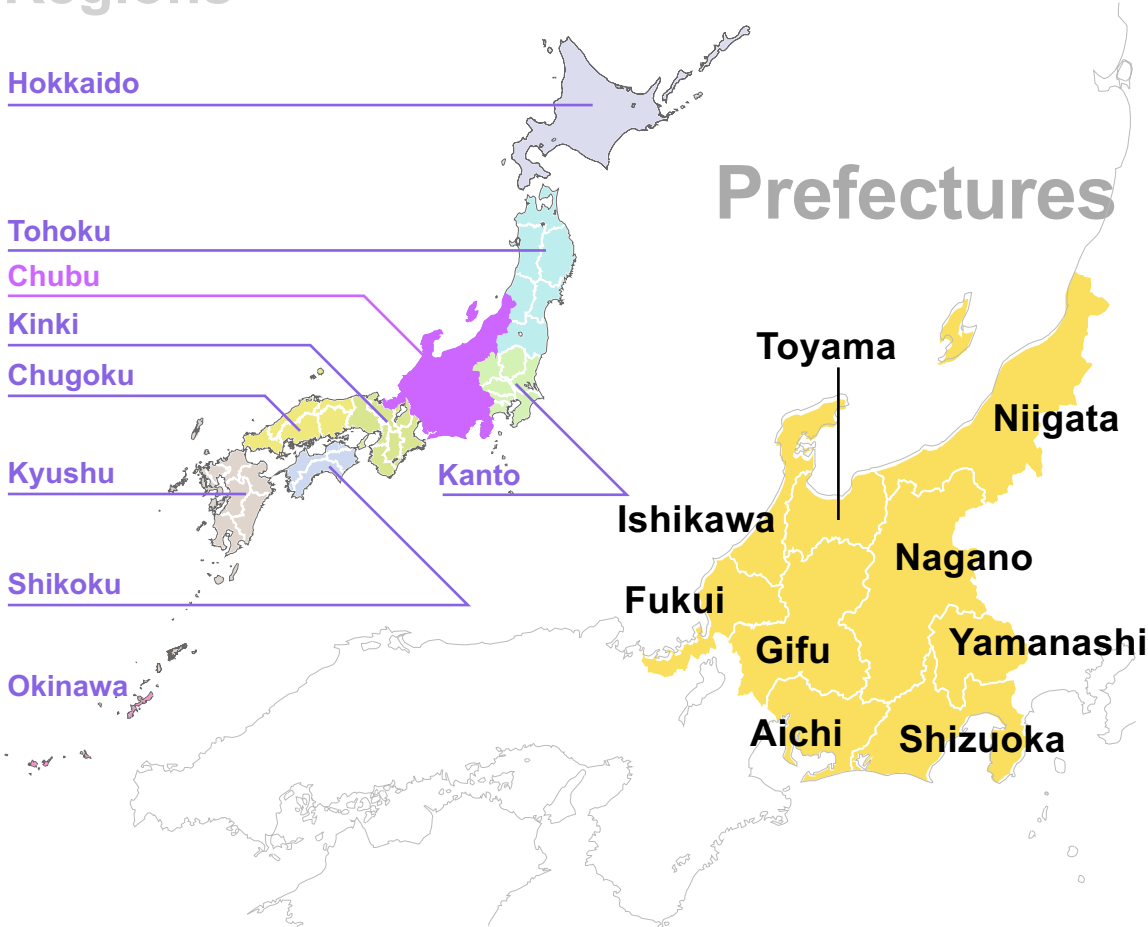 Regions
Hokkaido
Prefectures
Tohoku
Chubu
Kinki
Chugoku
Kyushu
Kanto
Shikoku
Okinawa
Toyama
Niigata
Ishikawa
Nagano
Fukui
Gifu
Yamanashi
Aichi
Shizuoka